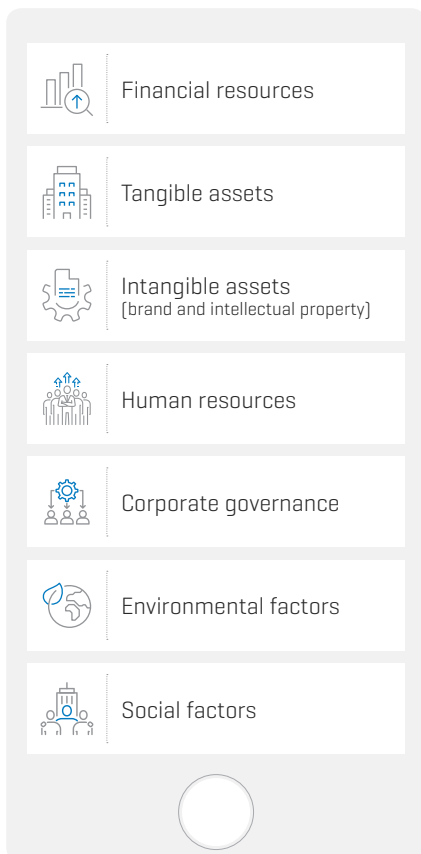 Financial resources
Tangible assets
Intangible assets
(brand and intellectual property)
Human resources
Corporate governance
Environmental factors
Social factors